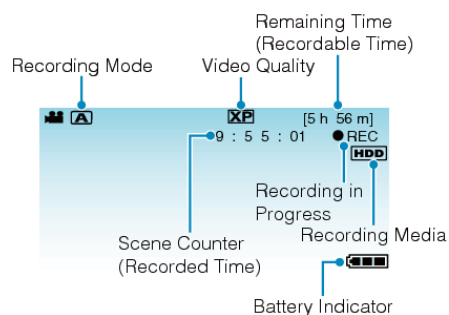 Remaining Time
(Recordable Time)
Recording Mode
Video Quality
A
XP
[5 h 56 m]
9 : 5 5 : 01
●REC
HDD
Recording in
Progress
Recording Media
Scene Counter
(Recorded Time)
Battery Indicator